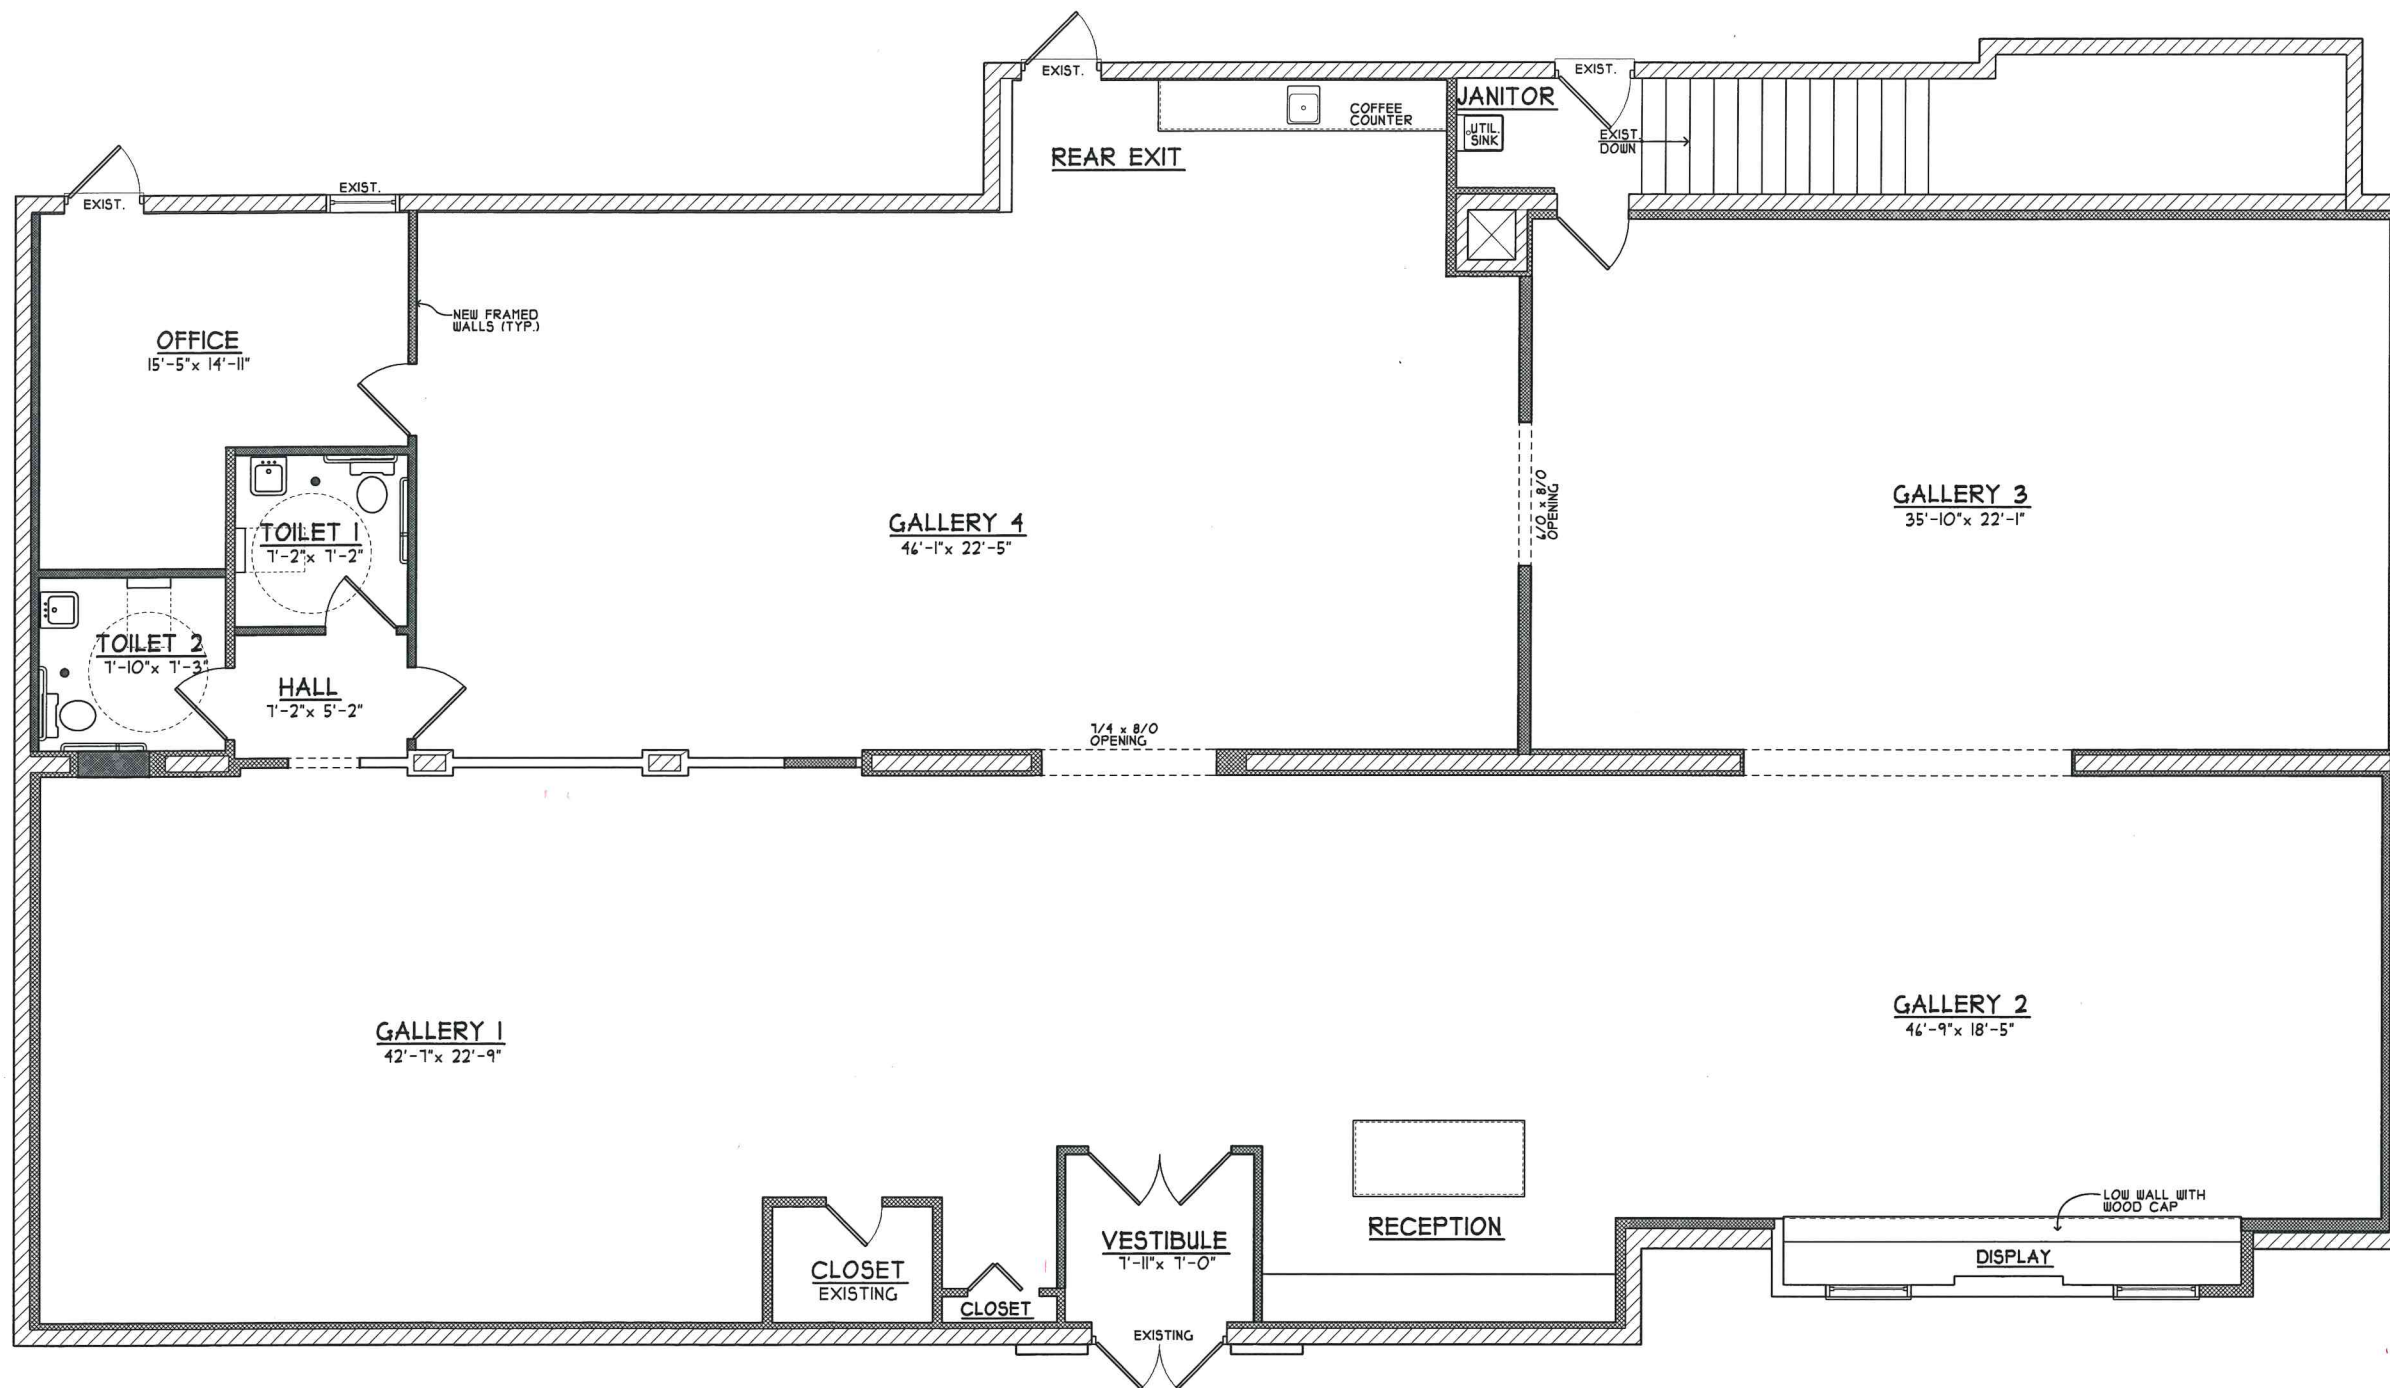 EXIST.
EXIST.
COFFEE
COUNTER
JANITOR
UTIL.
SINK
EXIST.
DOWN
REAR EXIT
EXIST.
EXIST.
NEW FRAMED
WALLS (TYP.)
OFFICE
15'-5"x 14'-11"
GALLERY 4
46'-1"x 22'-5"
6/0 x 8/0
OPENING
GALLERY 3
35'-10"x 22'-1"
TOILET 1
7'-2"x 7'-2"
TOILET 2
7'-10"x 7'-3"
HALL
7'-2"x 5'-2"
7/4 x 8/0
OPENING
GALLERY 1
42'-7"x 22'-9"
GALLERY 2
46'-9"x 18'-5"
LOW WALL WITH
WOOD CAP
RECEPTION
VESTIBULE
7'-11"x 7'-0"
DISPLAY
CLOSET
EXISTING
CLOSET
EXISTING